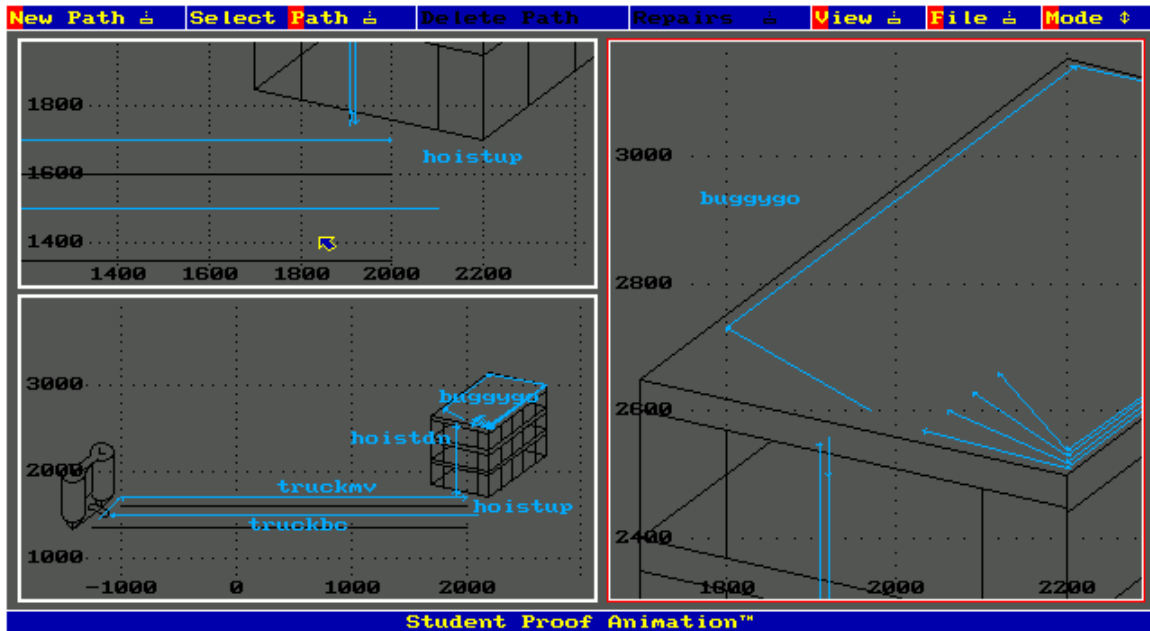 New Path Select Path Delete Path Repairs View File Mode
1800
hoistup
1600
1400
1400 1600 1800 2000 2200
3000
buggygo
hoistdn
2000
truckmv
hoistup
truckbc
1000
-1000 0 1000 2000
3000
buggygo
2800
2600
2400
1800 2000 2200
Student Proof Animation™